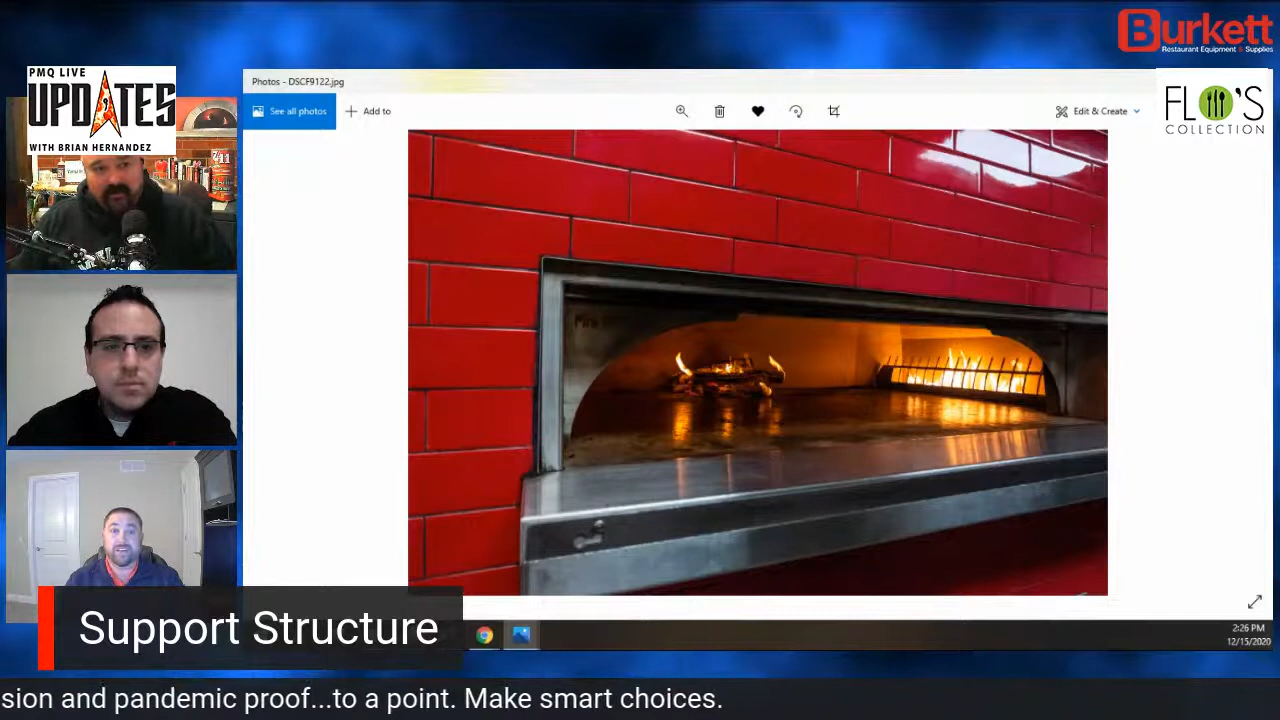 Burkett
Restaurant Equipment & Supplies
PMQ LIVE
UPDATES
WITH BRIAN HERNANDEZ
Photos - DSCF9122.jpg
See all photos
Add to
Edit & Create
FLO'S
COLLECTION
Support Structure
2:26 PM
12/15/2020
sion and pandemic proof...to a point. Make smart choices.